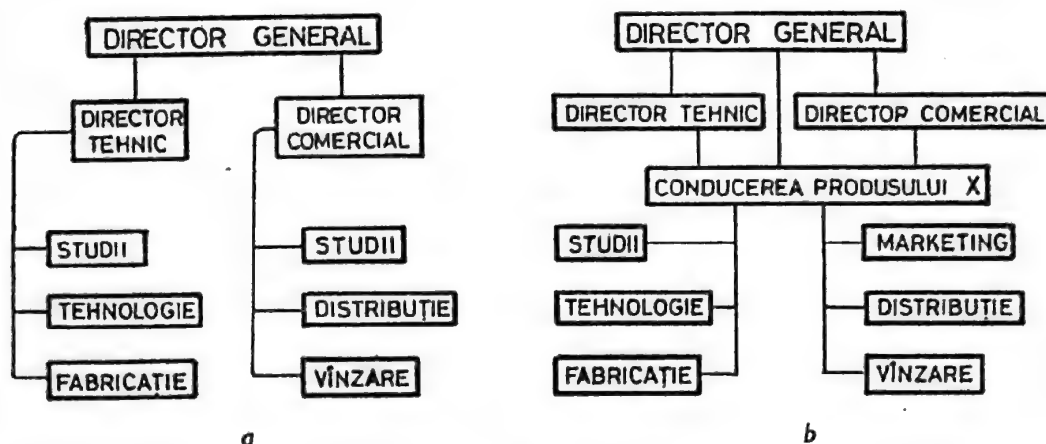 DIRECTOR GENERAL
DIRECTOR
TEHNIC
DIRECTOR
COMERCIAL
STUDII
TEHNOLOGIE
FABRICAȚIE
STUDII
DISTRIBUȚIE
VÎNZARE
a
DIRECTOR GENERAL
DIRECTOR TEHNIC
DIRECTOP COMERCIAL
CONDUCEREA PRODUSULUI X
STUDII
TEHNOLOGIE
FABRICAȚIE
MARKETING
DISTRIBUȚIE
VÎNZARE
b